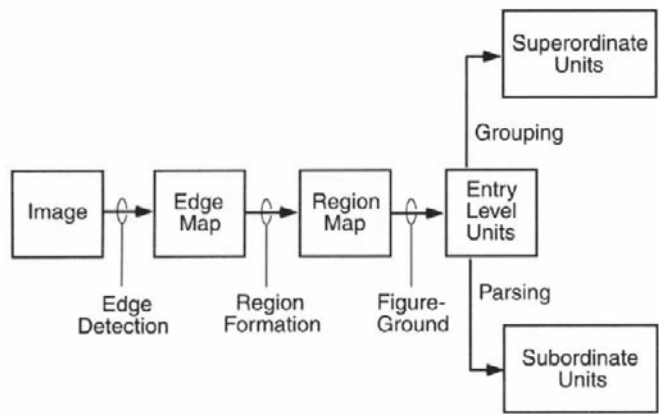 Superordinate
Units
Grouping
Image
Edge
Map
Region
Map
Entry
Level
Units
Edge
Detection
Region
Formation
Figure-
Ground
Parsing
Subordinate
Units